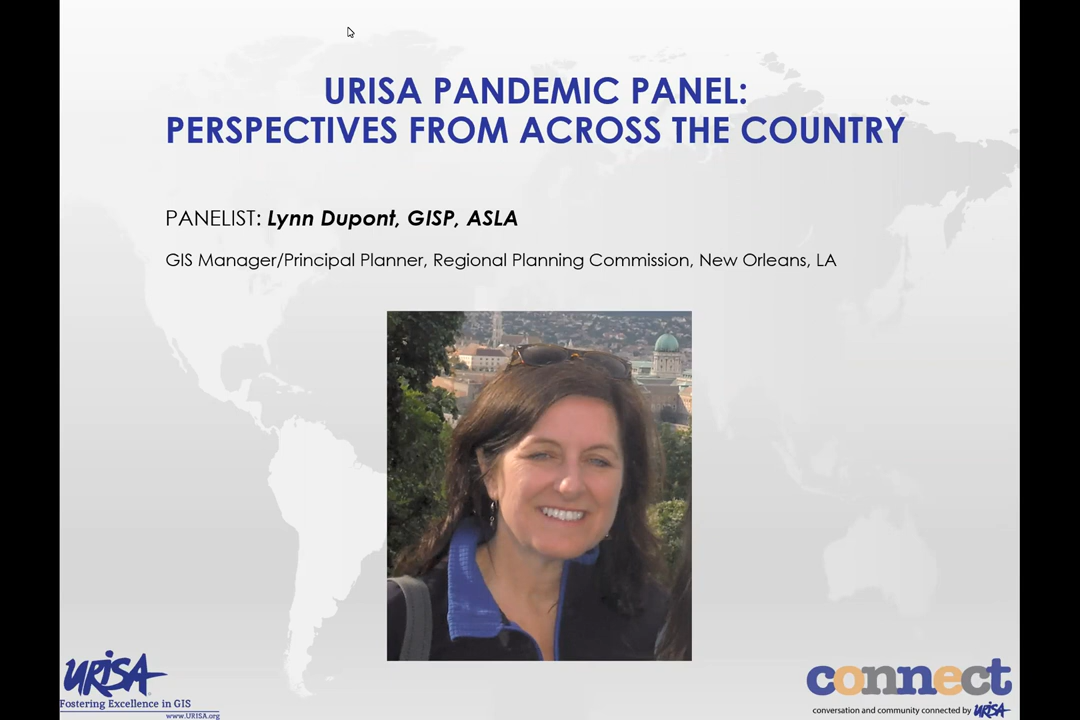 URISA PANDEMIC PANEL:
PERSPECTIVES FROM ACROSS THE COUNTRY
PANELIST: Lynn Dupont, GISP, ASLA
GIS Manager/Principal Planner, Regional Planning Commission, New Orleans, LA
URISA
Fostering Excellence in GIS
www.URISA.org
connect
conversation and community connected by URISA